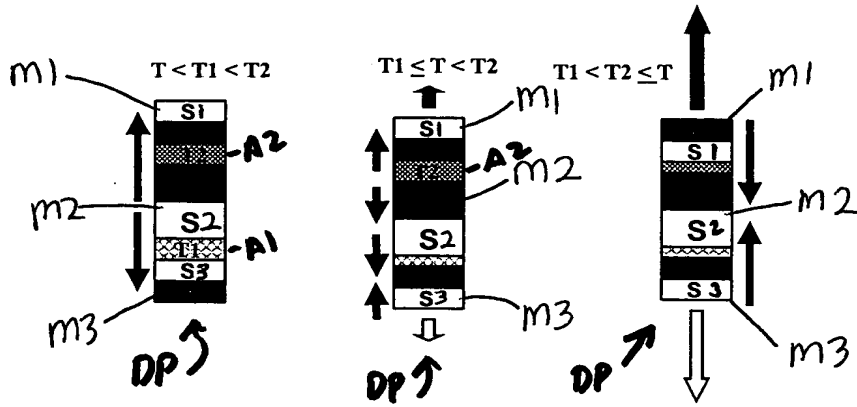 T < T1 < T2
m1
S1
A2
m2
S2
T1
A1
S3
m3
DP
T1 ≤ T < T2
m1
S1
T2
A2
m2
S2
S3
m3
DP
T1 < T2 ≤ T
m1
S1
m2
S2
S3
m3
DP